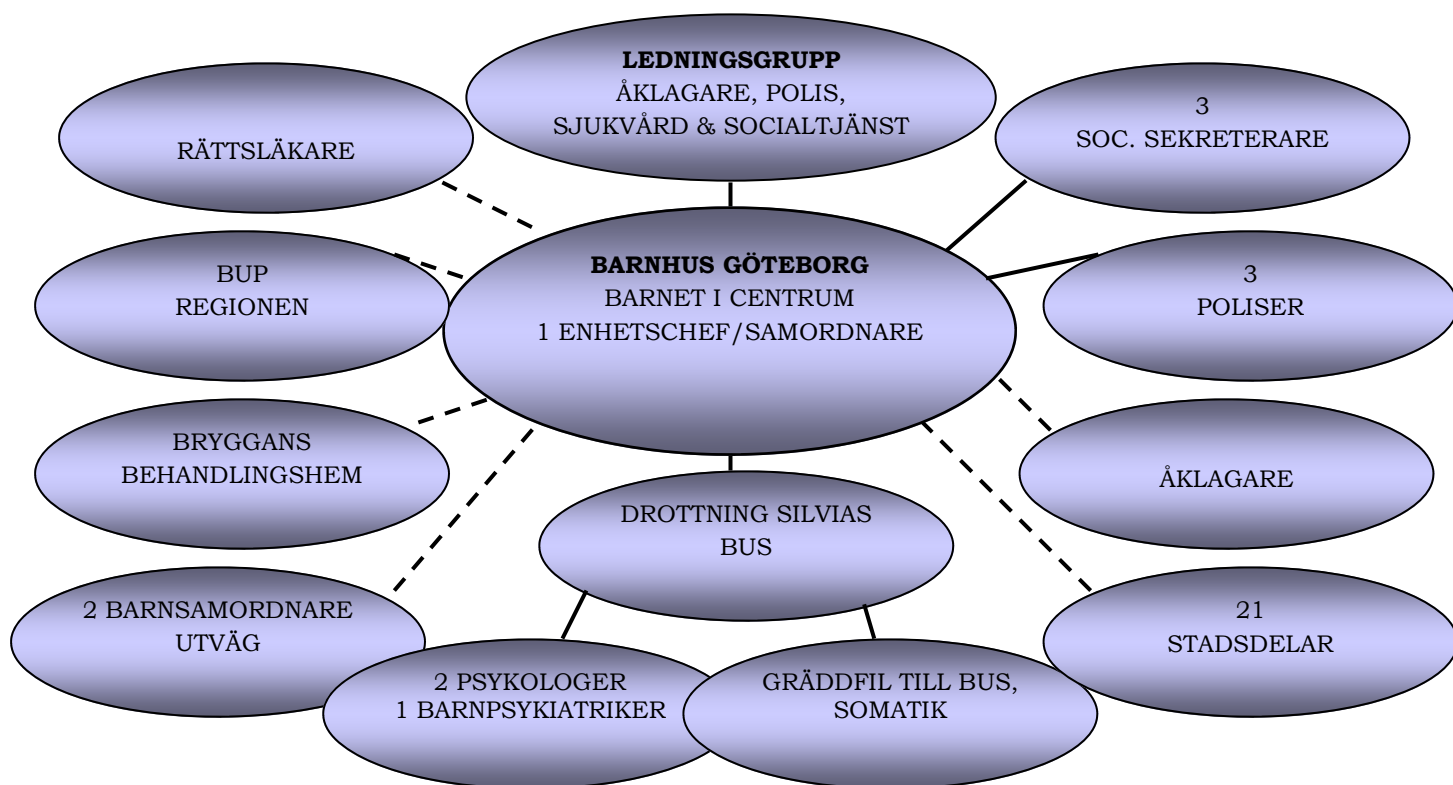 LEDNINGSGRUPP
ÅKLAGARE, POLIS,
SJUKVÅRD & SOCIALTJÄNST
RÄTTSLÄKARE
3
SOC. SEKRETERARE
BUP
REGIONEN
BARNHUS GÖTEBORG
BARNET I CENTRUM
1 ENHETSCHEF/SAMORDNARE
3
POLISER
BRYGGANS
BEHANDLINGSHEM
ÅKLAGARE
DROTTNING SILVIAS
BUS
2 BARNSAMORDNARE
UTVÄG
21
STADSDELAR
2 PSYKOLOGER
1 BARNPSYKIATRIKER
GRÄDDFIL TILL BUS,
SOMATIK